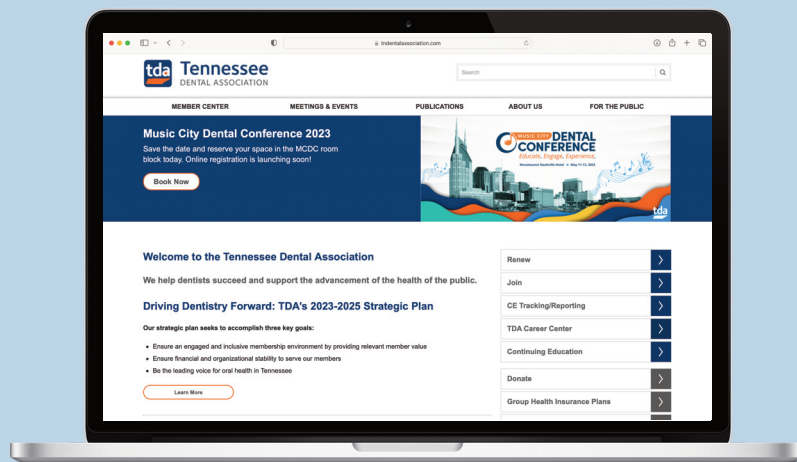 tndentalassociation.com
tda Tennessee
DENTAL ASSOCIATION
Search
MEMBER CENTER MEETINGS & EVENTS PUBLICATIONS ABOUT US FOR THE PUBLIC
Music City Dental Conference 2023
Save the date and reserve your space in the MCDC room
block today. Online registration is launching soon!
Book Now
MUSIC CITY DENTAL
CONFERENCE
Educate, Engage, Experience.
Renaissance Nashville Hotel • May 11-13, 2023
tda
Welcome to the Tennessee Dental Association
We help dentists succeed and support the advancement of the health of the public.
Driving Dentistry Forward: TDA's 2023-2025 Strategic Plan
Our strategic plan seeks to accomplish three key goals:
• Ensure an engaged and inclusive membership environment by providing relevant member value
• Ensure financial and organizational stability to serve our members
• Be the leading voice for oral health in Tennessee
Learn More
Renew
Join
CE Tracking/Reporting
TDA Career Center
Continuing Education
Donate
Group Health Insurance Plans